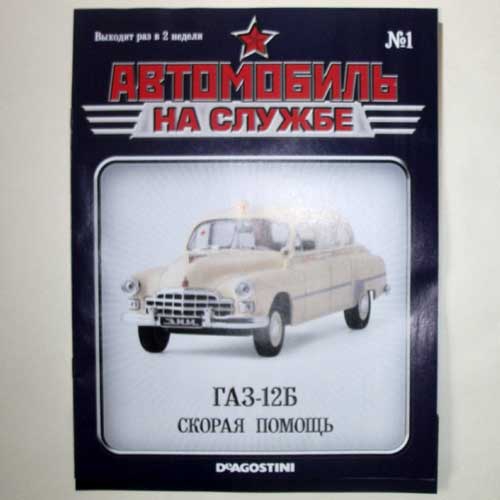 Выходит раз в 2 недели
№1
АВТОМОБИЛЬ
НА СЛУЖБЕ
З.И.М.
ГАЗ-12Б
СКОРАЯ ПОМОЩЬ
DeAGOSTINI